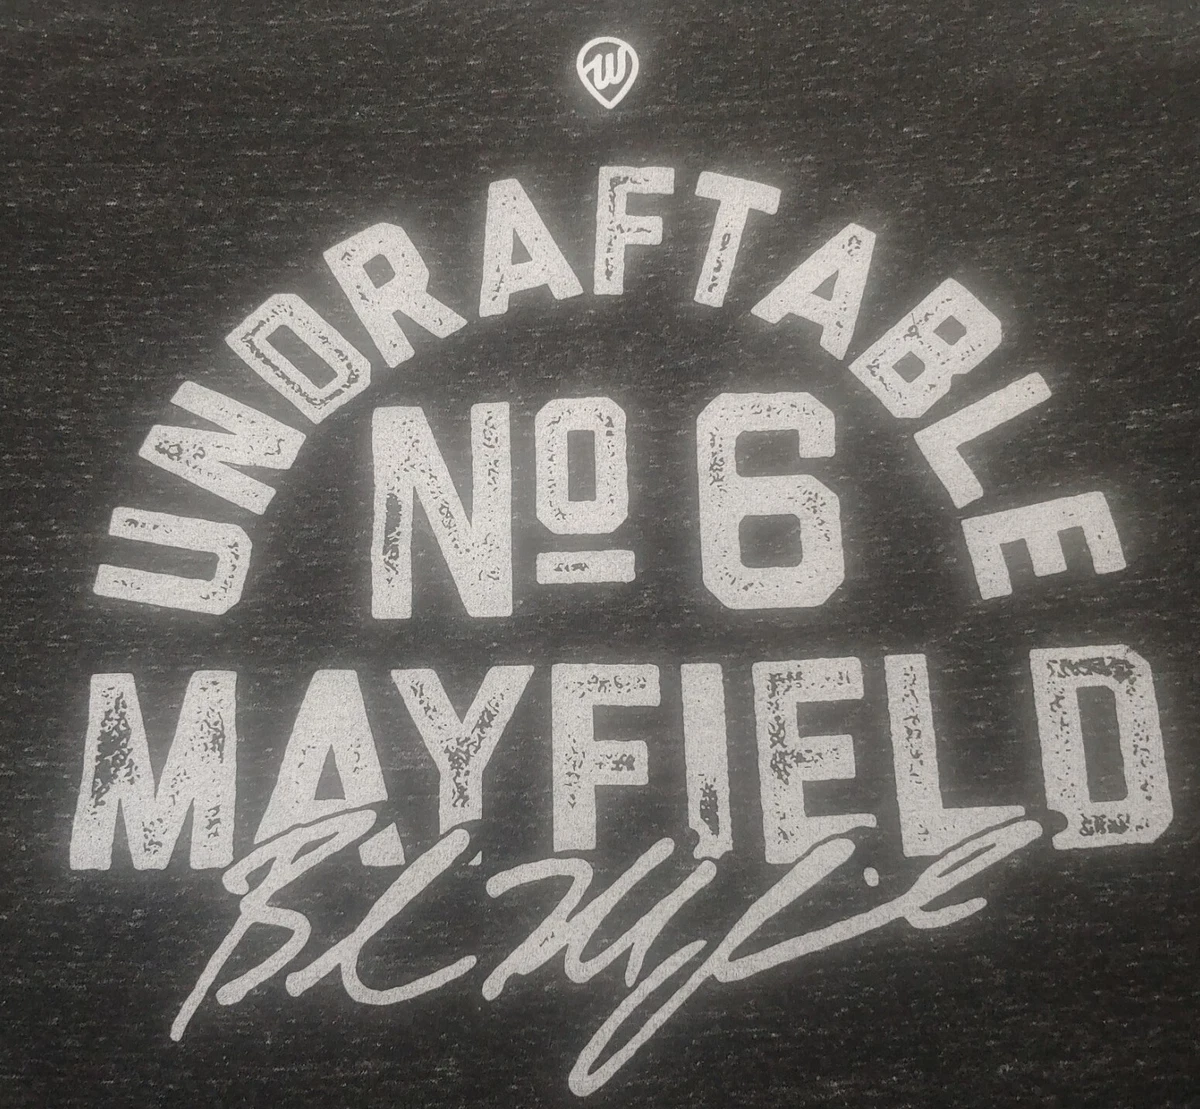 W
UNDRAFTABLE
No 6
MAYFIELD